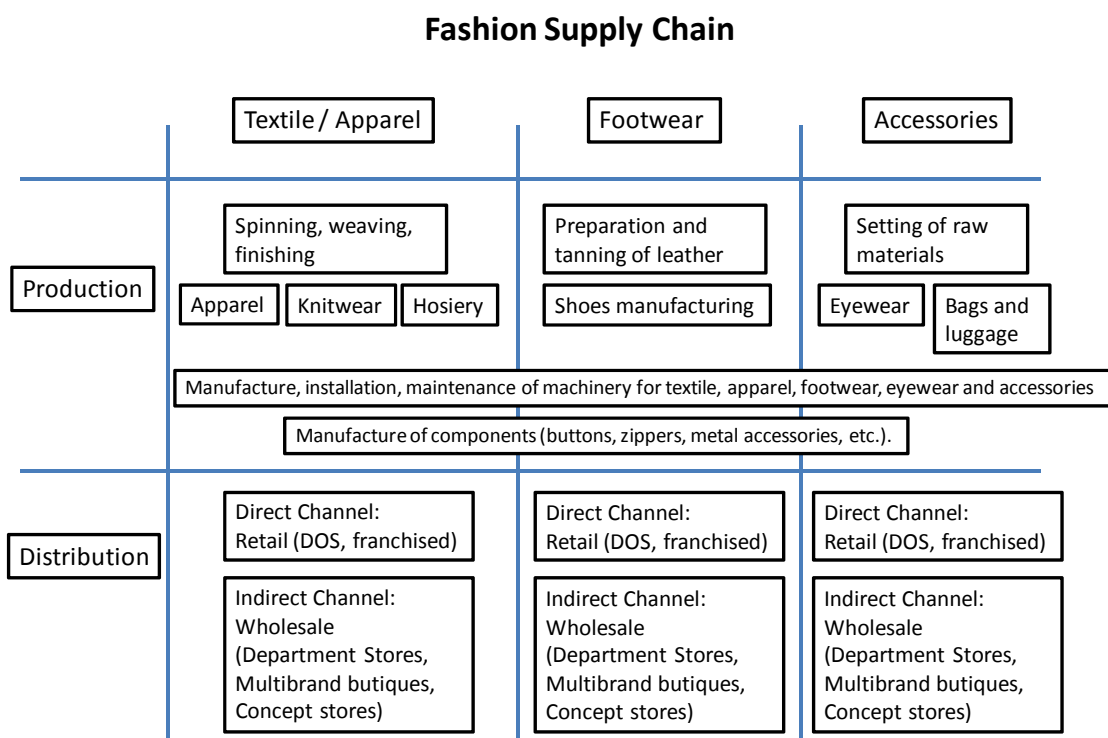 Fashion Supply Chain
Textile / Apparel
Footwear
Accessories
Production
Spinning, weaving,
finishing
Preparation and
tanning of leather
Setting of raw
materials
Apparel
Knitwear
Hosiery
Shoes manufacturing
Eyewear
Bags and
luggage
Manufacture, installation, maintenance of machinery for textile, apparel, footwear, eyewear and accessories
Manufacture of components (buttons, zippers, metal accessories, etc.).
Distribution
Direct Channel:
Retail (DOS, franchised)
Direct Channel:
Retail (DOS, franchised)
Direct Channel:
Retail (DOS, franchised)
Indirect Channel:
Wholesale
(Department Stores,
Multibrand butiques,
Concept stores)
Indirect Channel:
Wholesale
(Department Stores,
Multibrand butiques,
Concept stores)
Indirect Channel:
Wholesale
(Department Stores,
Multibrand butiques,
Concept stores)